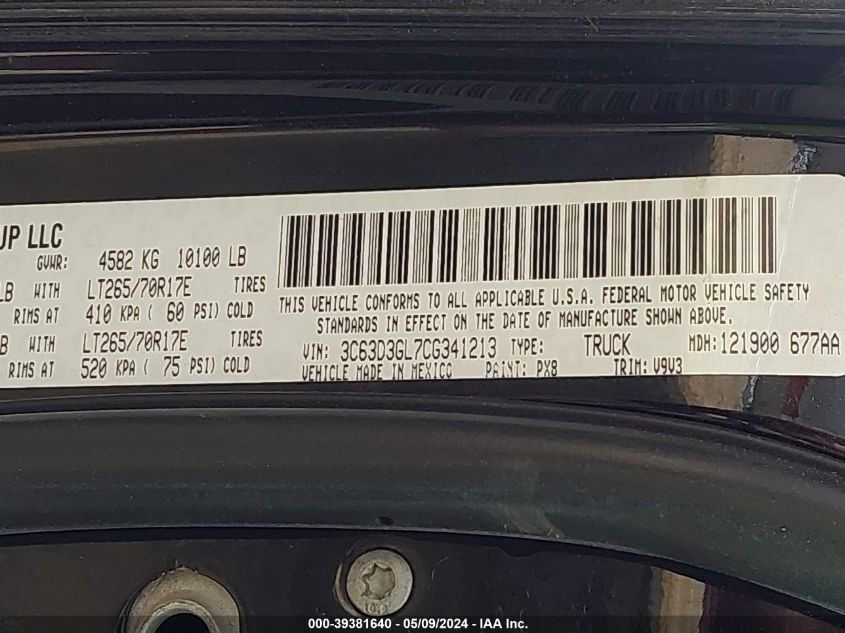 UP LLC
GVWR: 4582 KG 10100 LB
LB WITH LT265/70R17E TIRES
RIMS AT 410 KPA ( 60 PSI) COLD
B WITH LT265/70R17E TIRES
RIMS AT 520 KPA ( 75 PSI) COLD
THIS VEHICLE CONFORMS TO ALL APPLICABLE U.S.A. FEDERAL MOTOR VEHICLE SAFETY
STANDARDS IN EFFECT ON THE DATE OF MANUFACTURE SHOWN ABOVE.
VIN: 3C63D3GL7CG341213 TYPE: TRUCK MDH: 121900 677AA
VEHICLE MADE IN MEXICO PAINT: PX8 TRIM: V9V3
000-39381640 - 05/09/2024 - IAA Inc.